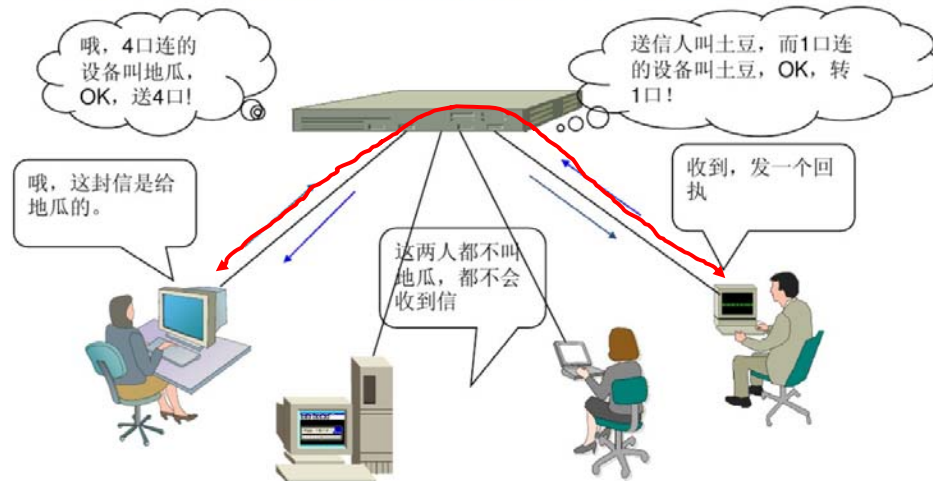 哦，4口连的
设备叫地瓜，
OK，送4口!
送信人叫土豆，而1口连
的设备叫土豆，OK，转
1口!
哦，这封信是给
地瓜的。
收到，发一个回
执
这两人都不叫
地瓜，都不会
收到信